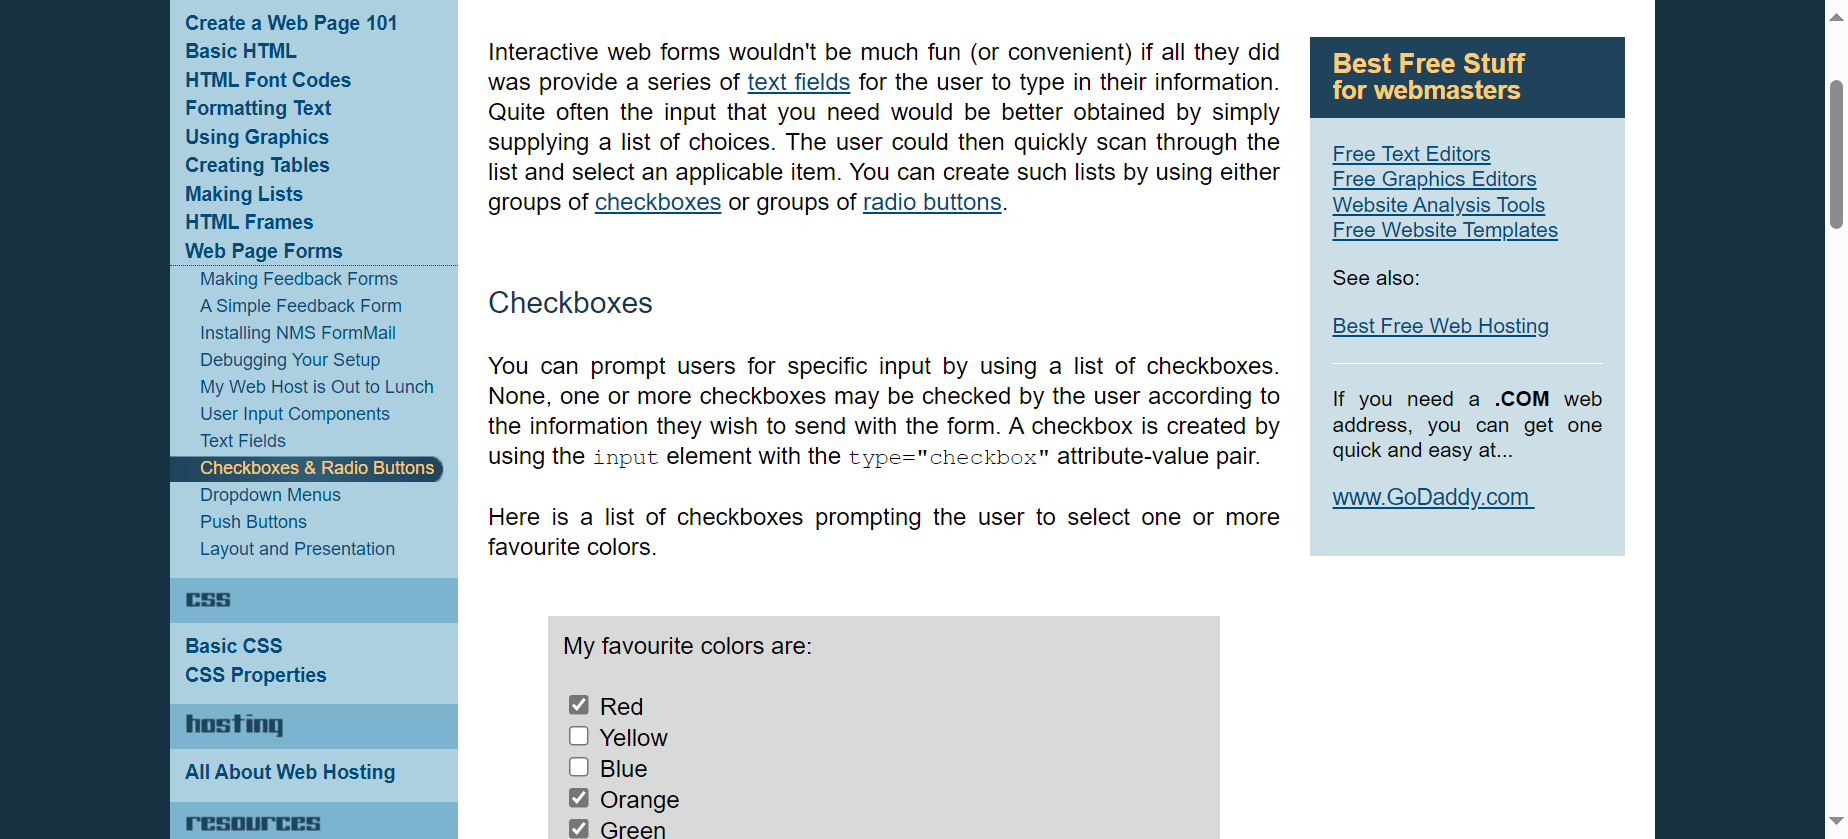 Create a Web Page 101
Basic HTML
HTML Font Codes
Formatting Text
Using Graphics
Creating Tables
Making Lists
HTML Frames
Web Page Forms
Making Feedback Forms
A Simple Feedback Form
Installing NMS FormMail
Debugging Your Setup
My Web Host is Out to Lunch
User Input Components
Text Fields
Checkboxes & Radio Buttons
Dropdown Menus
Push Buttons
Layout and Presentation
css
Basic CSS
CSS Properties
hosting
All About Web Hosting
resources
Interactive web forms wouldn't be much fun (or convenient) if all they did
was provide a series of text fields for the user to type in their information.
Quite often the input that you need would be better obtained by simply
supplying a list of choices. The user could then quickly scan through the
list and select an applicable item. You can create such lists by using either
groups of checkboxes or groups of radio buttons.
Checkboxes
You can prompt users for specific input by using a list of checkboxes.
None, one or more checkboxes may be checked by the user according to
the information they wish to send with the form. A checkbox is created by
using the input element with the type="checkbox" attribute-value pair.
Here is a list of checkboxes prompting the user to select one or more
favourite colors.
My favourite colors are:
Red
Yellow
Blue
Orange
Green
Best Free Stuff
for webmasters
Free Text Editors
Free Graphics Editors
Website Analysis Tools
Free Website Templates
See also:
Best Free Web Hosting
If you need a .COM web
address, you can get one
quick and easy at...
www.GoDaddy.com